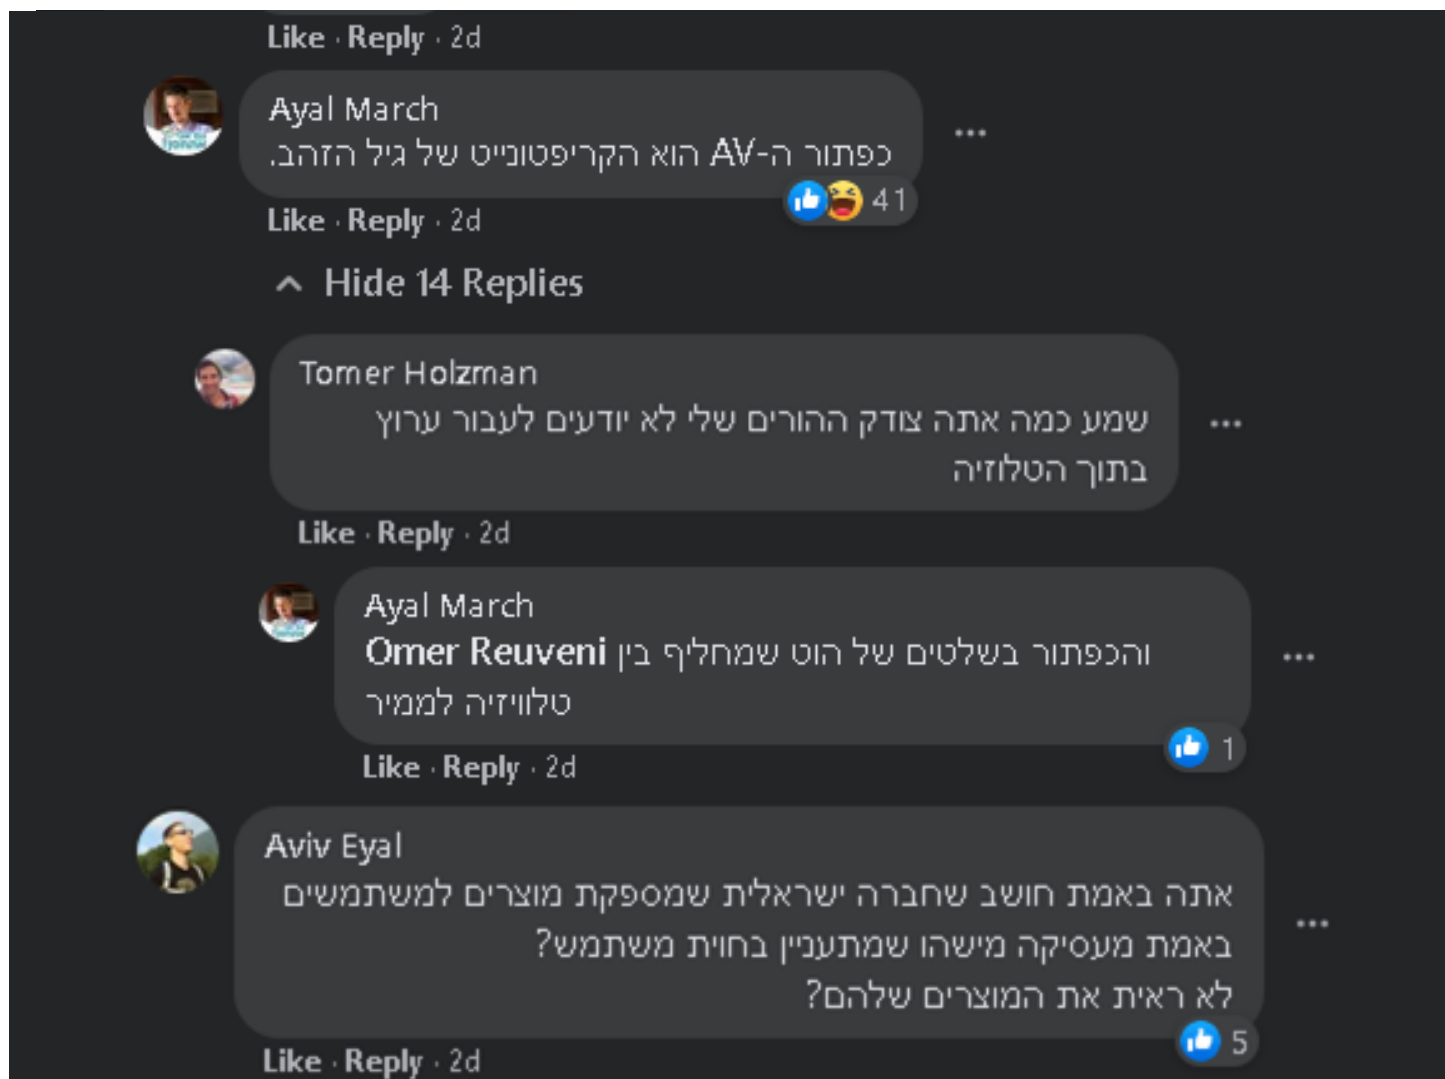 Like · Reply · 2d
Ayal March
כפתור ה-AV הוא הקריפטונייט של גיל הזהב.
41
Like · Reply · 2d
Hide 14 Replies
Tomer Holzman
שמע כמה אתה צודק ההורים שלי לא יודעים לעבור ערוץ
בתוך הטלוזיה
Like · Reply · 2d
Ayal March
Omer Reuveni והכפתור בשלטים של הוט שמחליף בין
טלוויזיה לממיר
1
Like · Reply · 2d
Aviv Eyal
אתה באמת חושב שחברה ישראלית שמספקת מוצרים למשתמשים
באמת מעסיקה מישהו שמתעניין בחוית משתמש?
לא ראית את המוצרים שלהם?
5
Like · Reply · 2d